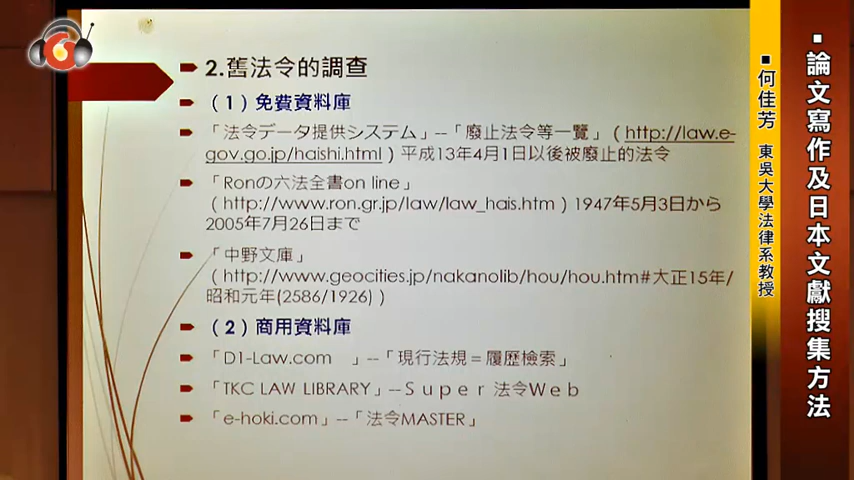 2.舊法令的調查
（1）免費資料庫
「法令データ提供システム」--「廢止法令等一覽」（http://law.e-
gov.go.jp/haishi.html）平成13年4月1日以後被廢止的法令
「Ronの六法全書on line」
（http://www.ron.gr.jp/law/law_hais.htm）1947年5月3日から
2005年7月26日まで
「中野文庫」
（http://www.geocities.jp/nakanolib/hou/hou.htm#大正15年/
昭和元年(2586/1926)）
（2）商用資料庫
「D1-Law.com　」--「現行法規＝履歷檢索」
「TKC LAW LIBRARY」--Ｓｕｐｅｒ 法令Ｗｅｂ
「e-hoki.com」--「法令MASTER」
▪論文寫作及日本文獻搜集方法
▪何佳芳 東吳大學法律系教授